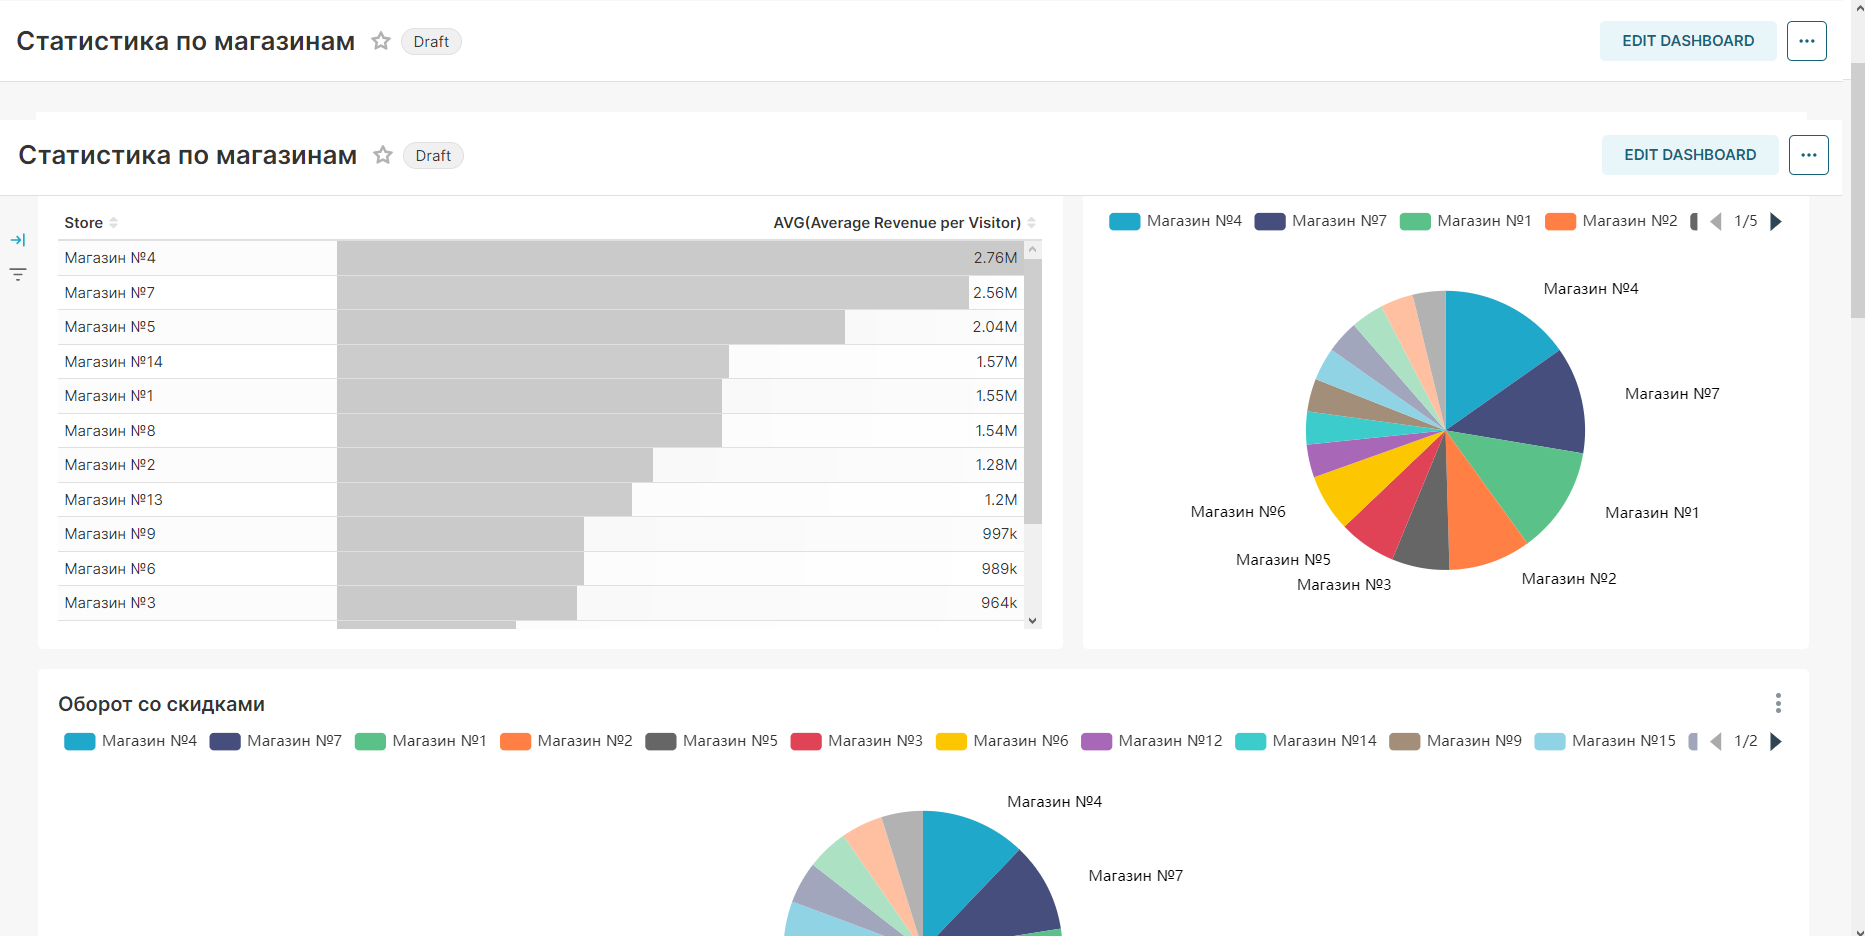 Статистика по магазинам
Draft
EDIT DASHBOARD
...
Статистика по магазинам
Draft
EDIT DASHBOARD
...
Store
AVG(Average Revenue per Visitor)
Магазин №4 2.76M
Магазин №7 2.56M
Магазин №5 2.04M
Магазин №14 1.57M
Магазин №1 1.55M
Магазин №8 1.54M
Магазин №2 1.28M
Магазин №13 1.2M
Магазин №9 997k
Магазин №6 989k
Магазин №3 964k
Магазин №4 Магазин №7 Магазин №1 Магазин №2 1/5
Магазин №4
Магазин №7
Магазин №6
Магазин №1
Магазин №5
Магазин №2
Магазин №3
Оборот со скидками
Магазин №4 Магазин №7 Магазин №1 Магазин №2 Магазин №5 Магазин №3 Магазин №6 Магазин №12 Магазин №14 Магазин №9 Магазин №15 1/2
Магазин №4
Магазин №7